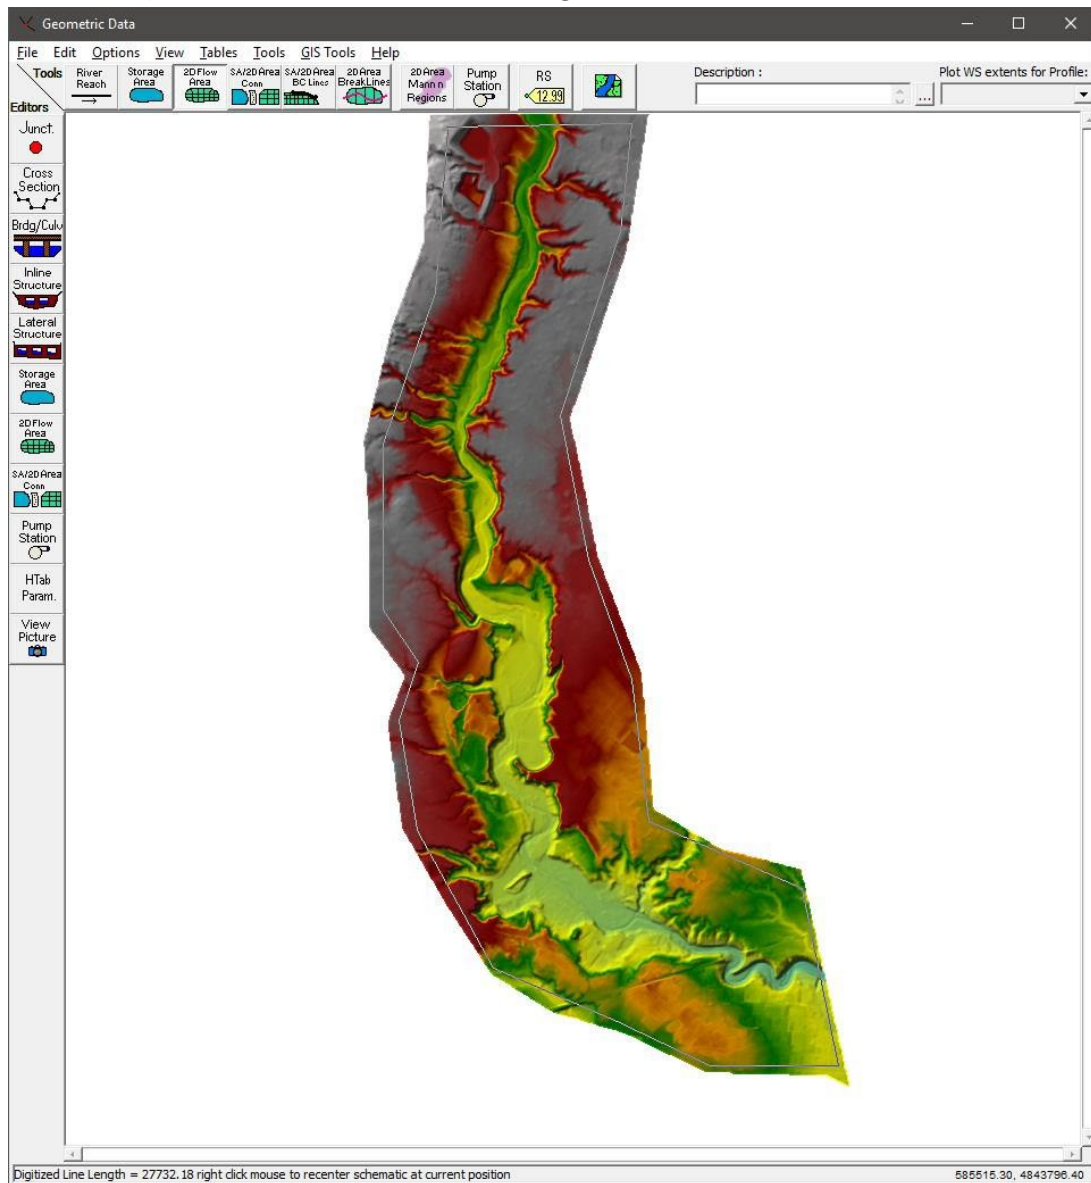 Geometric Data
File Edit Options View Tables Tools GIS Tools Help
Tools
Editors
River
Reach
Storage
Area
2D Flow
Area
SA/2D Area
Conn
SA/2D Area
BC Lines
2D Area
BreakLines
2D Area
Mann n
Regions
Pump
Station
RS
12.99
Description :
...
Plot WS extents for Profile:
Junct.
Cross
Section
Brdg/Culv
Inline
Structure
Lateral
Structure
Storage
Area
2D Flow
Area
SA/2D Area
Conn
Pump
Station
HTab
Param.
View
Picture
Digitized Line Length = 27732.18 right click mouse to recenter schematic at current position
585515.30, 4843796.40